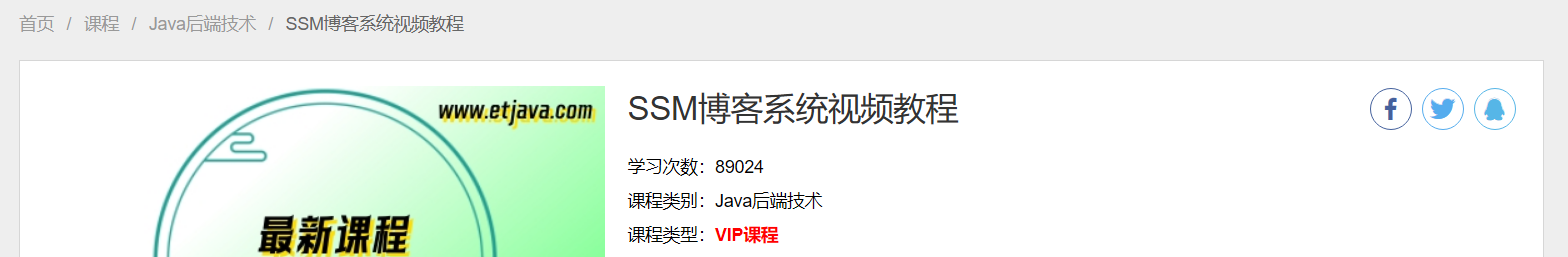 首页 / 课程 / Java后端技术 / SSM博客系统视频教程
www.etjava.com
最新课程
SSM博客系统视频教程
学习次数：89024
课程类别：Java后端技术
课程类型：VIP课程